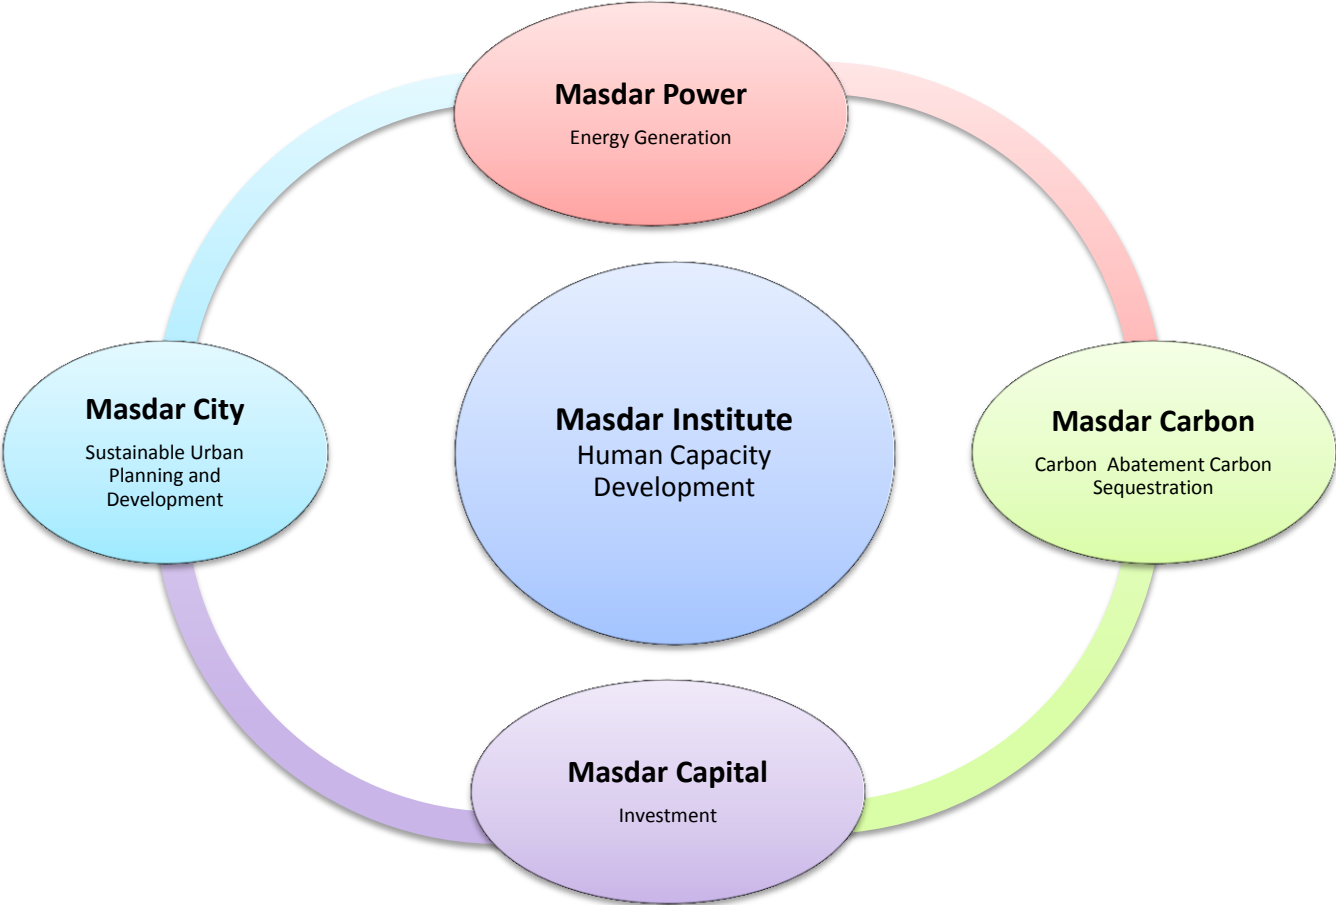 Masdar Power
Energy Generation
Masdar City
Sustainable Urban
Planning and
Development
Masdar Institute
Human Capacity
Development
Masdar Carbon
Carbon  Abatement Carbon
Sequestration
Masdar Capital
Investment